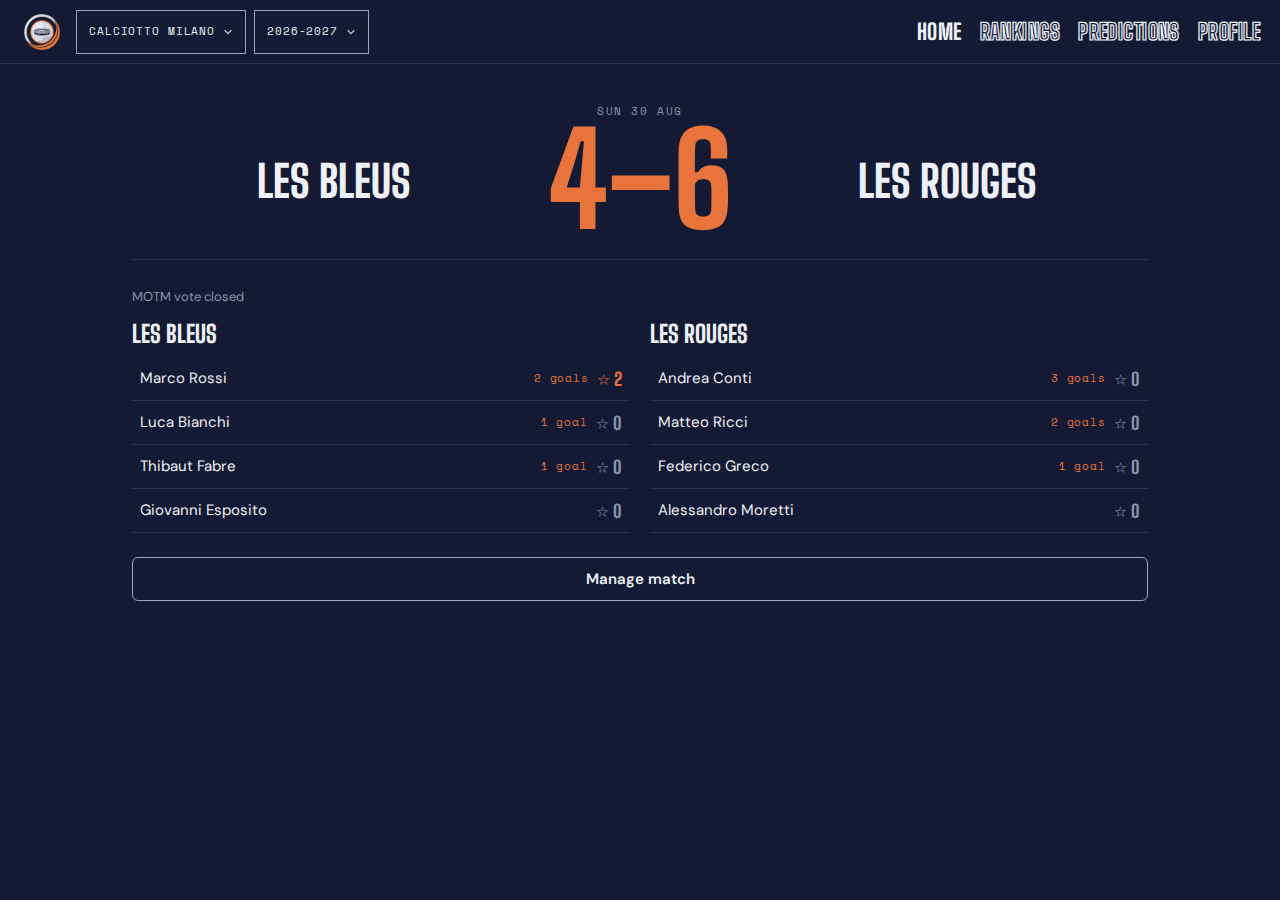 CALCIOTTO MILANO
2026-2027
HOME
RANKINGS
PREDICTIONS
PROFILE
SUN 30 AUG
LES BLEUS
4–6
LES ROUGES
MOTM vote closed
LES BLEUS
Marco Rossi 2 goals ☆ 2
Luca Bianchi 1 goal ☆ 0
Thibaut Fabre 1 goal ☆ 0
Giovanni Esposito ☆ 0
LES ROUGES
Andrea Conti 3 goals ☆ 0
Matteo Ricci 2 goals ☆ 0
Federico Greco 1 goal ☆ 0
Alessandro Moretti ☆ 0
Manage match